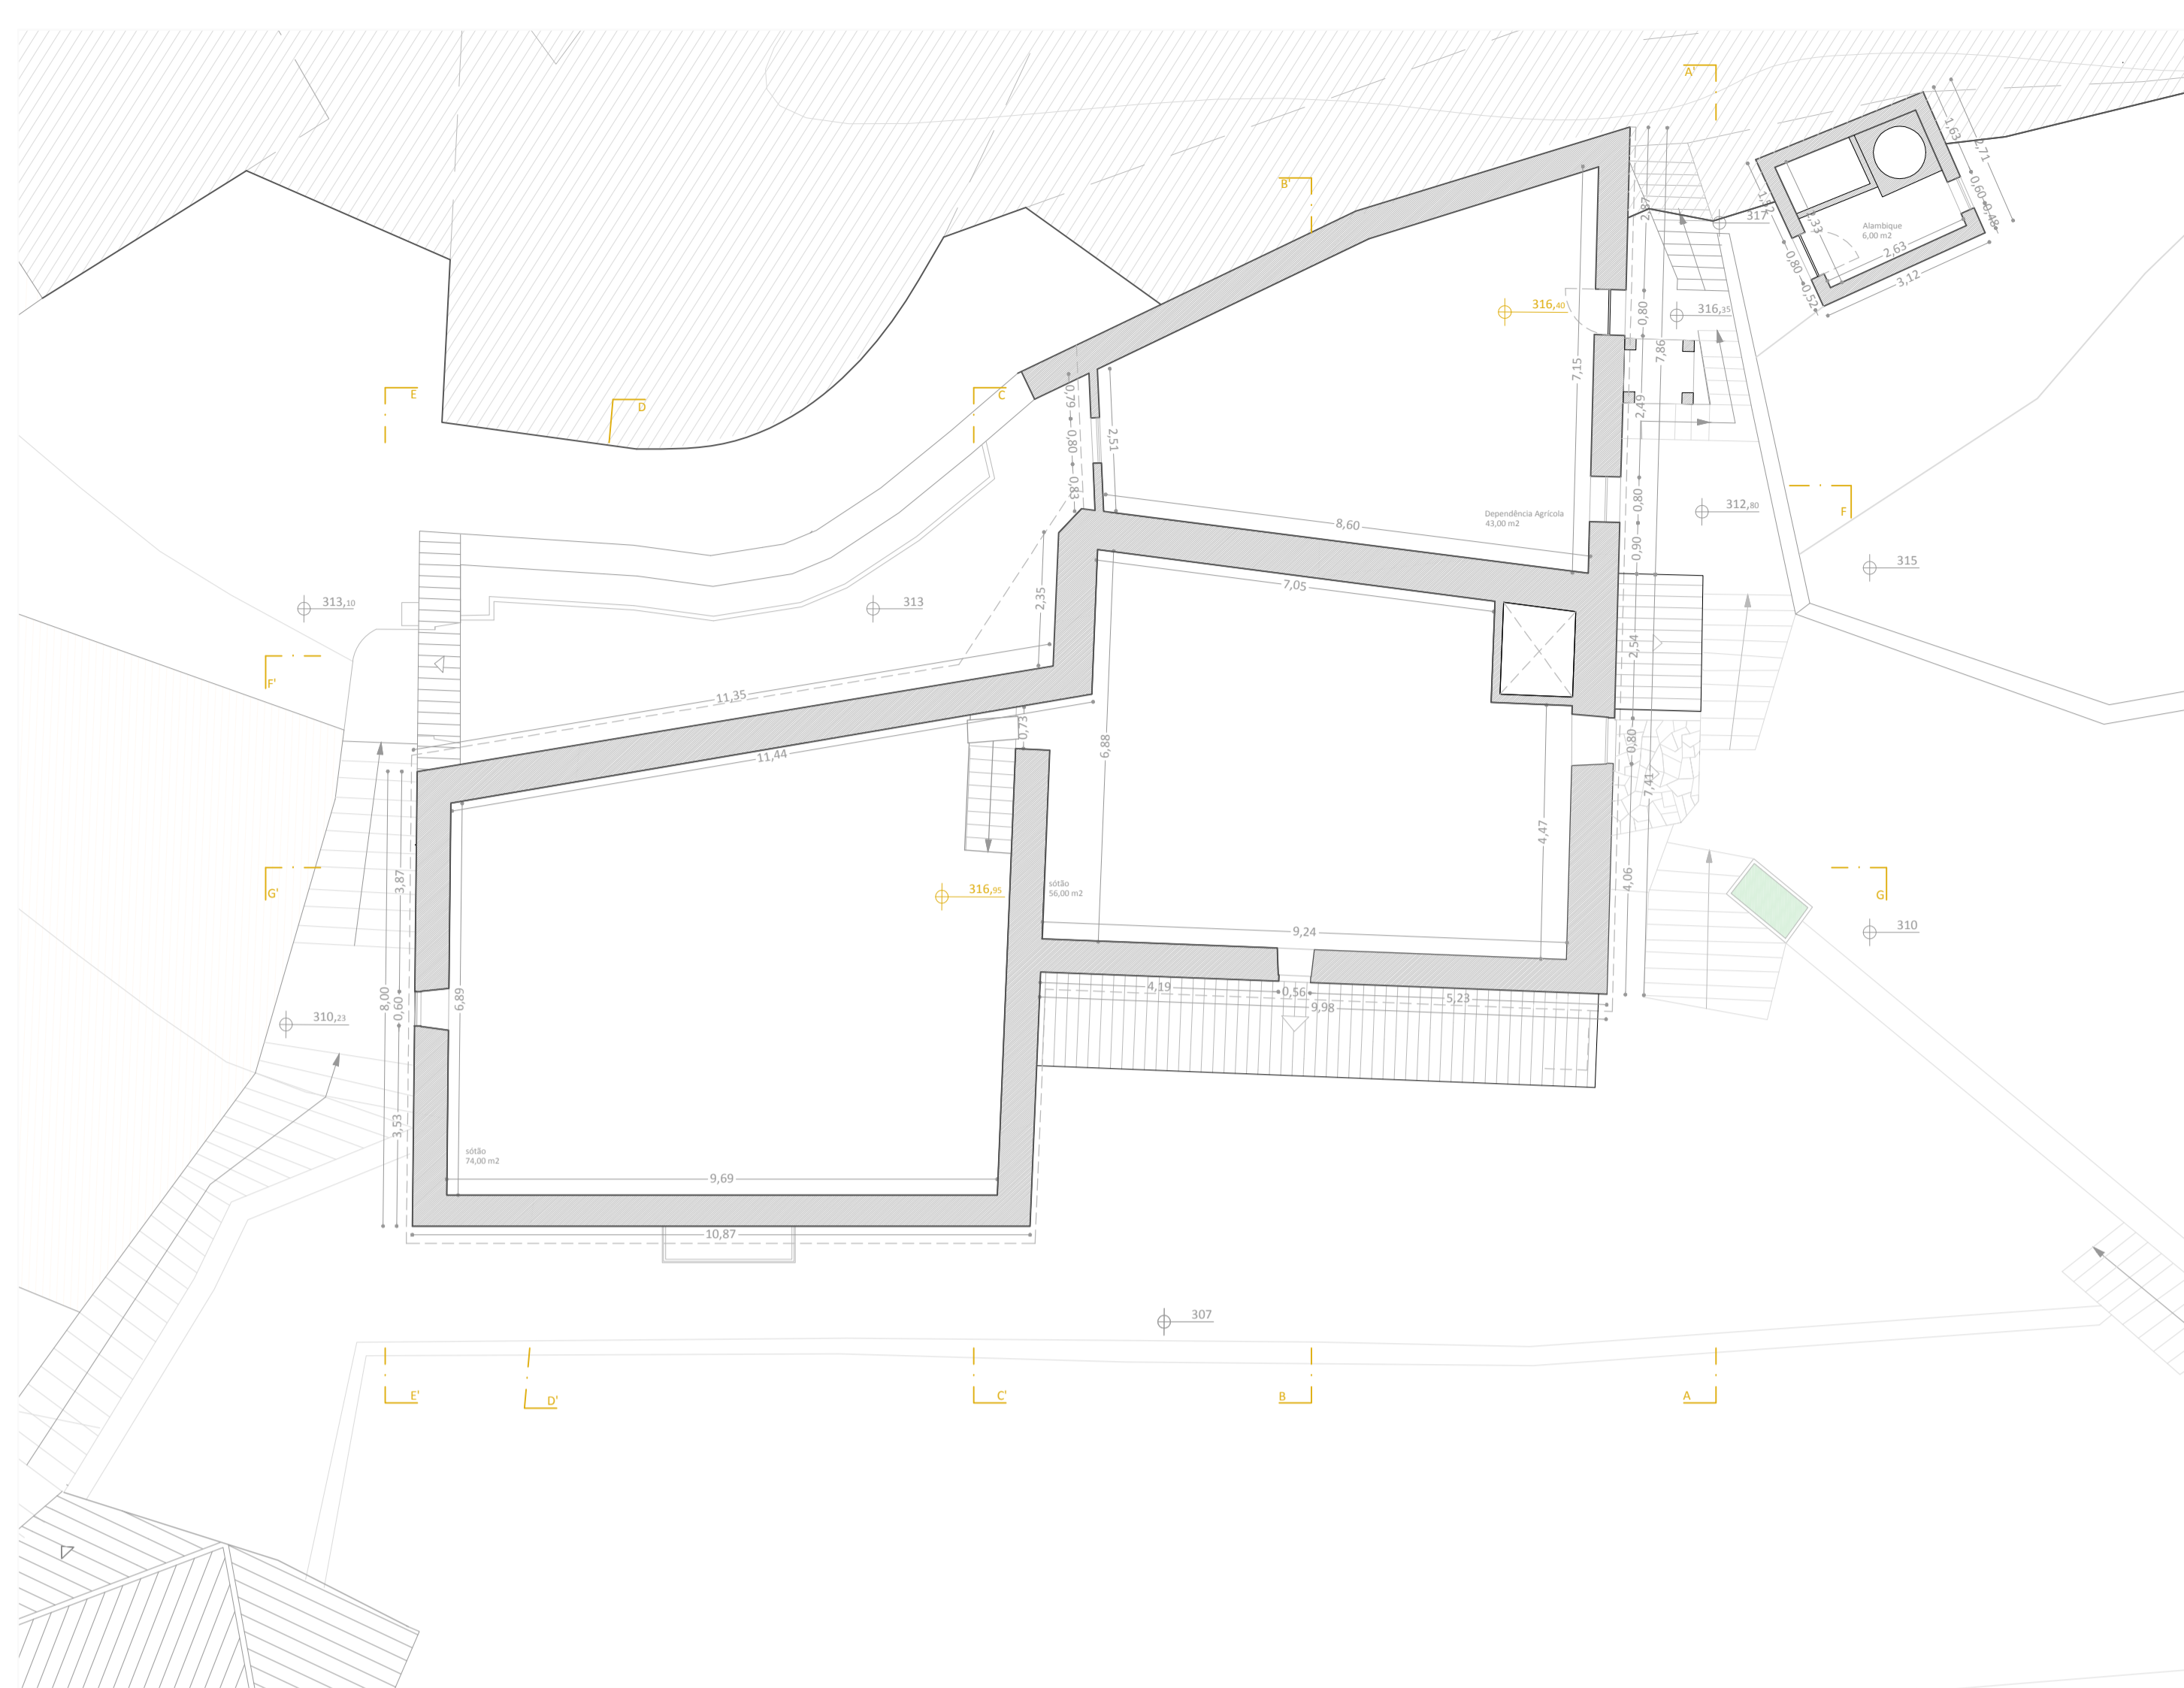 A'
1,63
2,71
B'
2,87
317
1,52
2,33
0,60
0,48
Alambique
6,00 m2
2,63
0,80
3,12
0,52
316,40
0,80
316,35
7,15
7,86
E
D
C
0,79
2,49
0,80
2,51
0,83
0,80
F
312,80
Dependência Agrícola
43,00 m2
8,60
0,90
315
7,05
313,10
313
2,35
2,54
F'
11,35
0,73
0,80
11,44
6,88
7,41
4,47
3,87
4,06
G'
316,95
sótão
56,00 m2
G
310
9,24
8,00
0,60
6,89
4,19
0,56
5,23
9,98
310,23
3,53
sótão
74,00 m2
9,69
10,87
307
E'
D'
C'
B
A